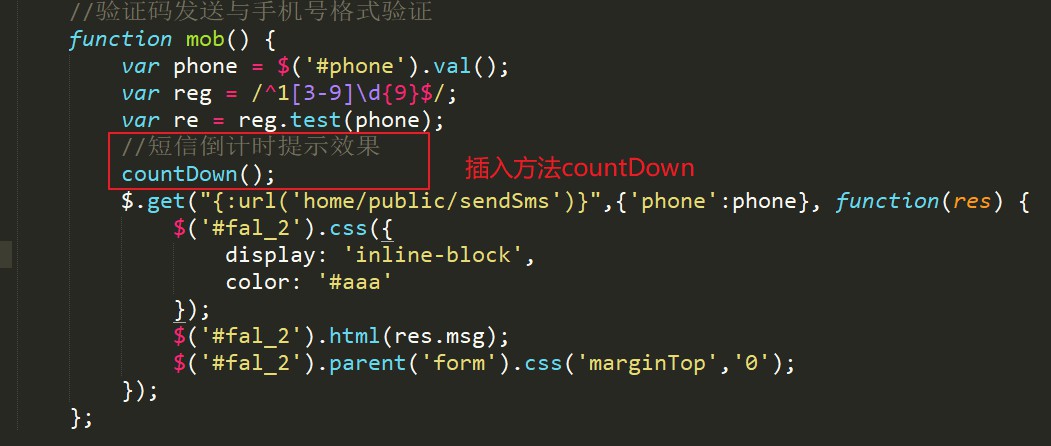 //验证码发送与手机号格式验证
function mob() {
var phone = $('#phone').val();
var reg = /^1[3-9]\d{9}$/;
var re = reg.test(phone);
//短信倒计时提示效果
countDown();
插入方法countDown
$.get("{:url('home/public/sendSms')}",{'phone':phone}, function(res) {
$('#fal_2').css({
display: 'inline-block',
color: '#aaa'
});
$('#fal_2').html(res.msg);
$('#fal_2').parent('form').css('marginTop','0');
});
};